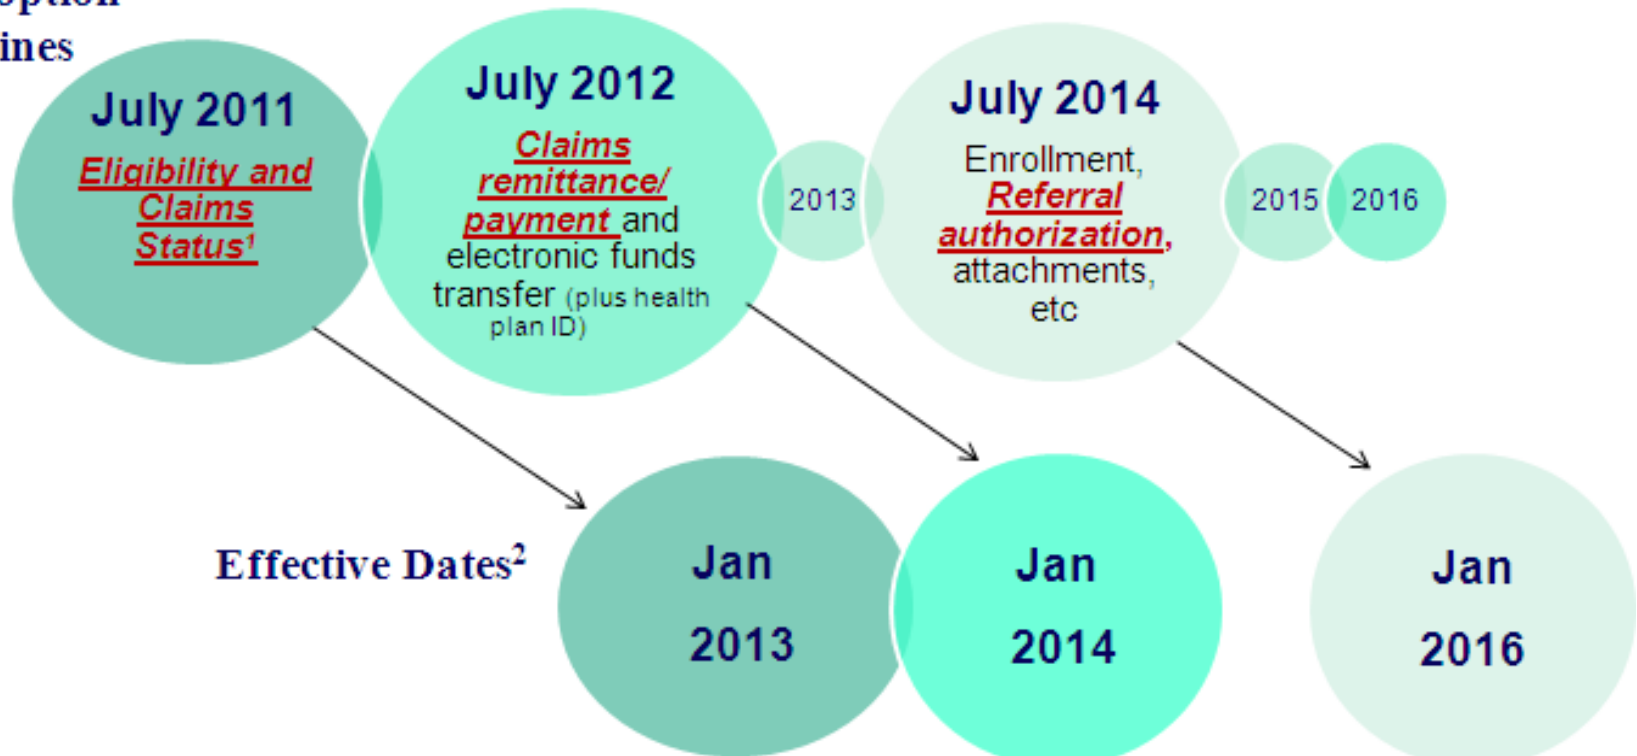 ption
ines
July 2011
Eligibility and
Claims
Status¹
July 2012
Claims
remittance/
payment and
electronic funds
transfer (plus health
plan ID)
2013
July 2014
Enrollment,
Referral
authorization,
attachments,
etc
2015
2016
Effective Dates²
Jan
2013
Jan
2014
Jan
2016